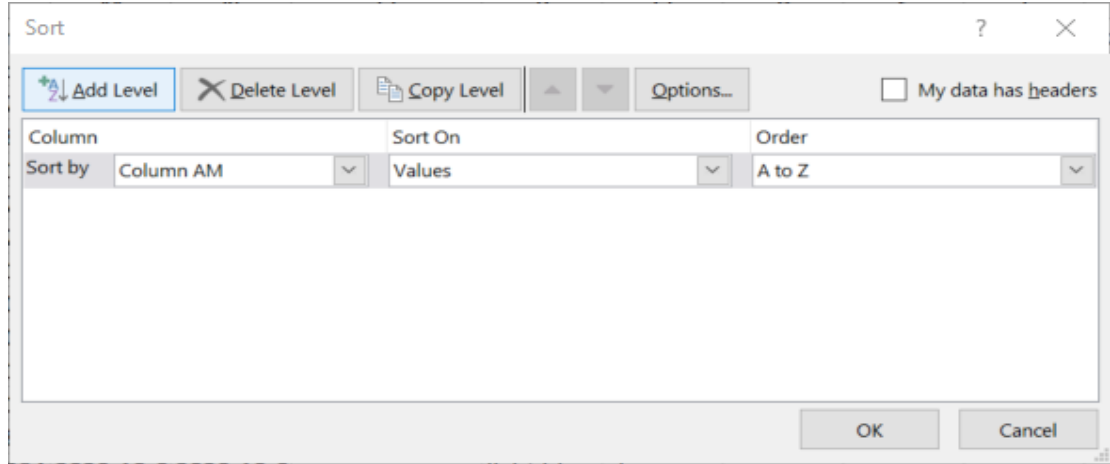 Sort ?
Add Level Delete Level Copy Level Options... My data has headers
Column Sort On Order
Sort by Column AM Values A to Z
OK Cancel